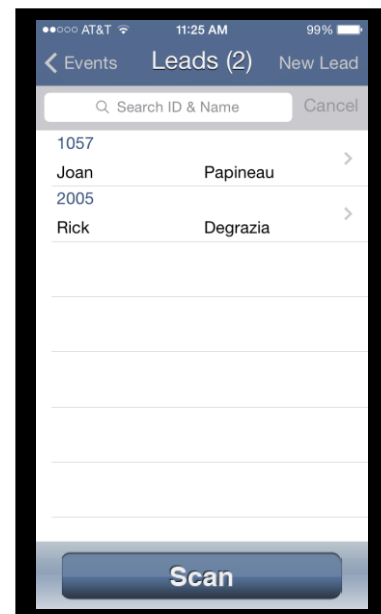 AT&T 11:25 AM 99%
Events Leads (2) New Lead
Search ID & Name Cancel
1057
Joan Papineau
2005
Rick Degrazia
Scan